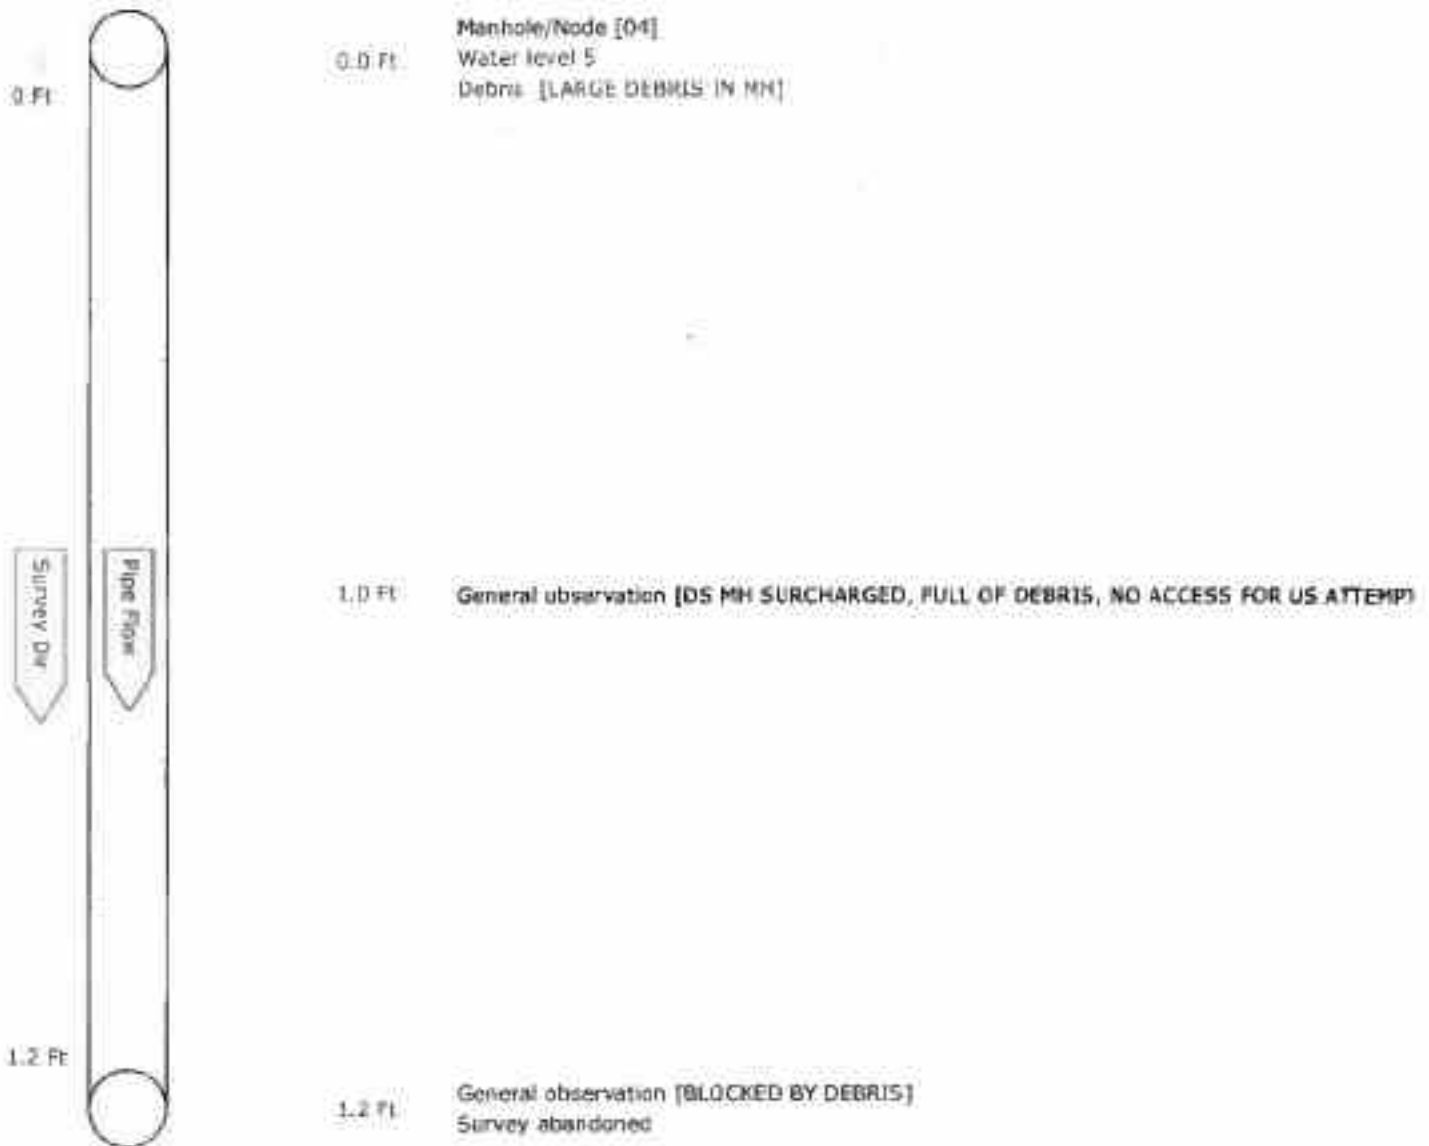 0.0 Ft
Manhole/Node [04]
Water level 5
Debris [LARGE DEBRIS IN MH]
0 Ft
Survey Dir
Pipe Flow
1.0 Ft
General observation [DS MH SURCHARGED, FULL OF DEBRIS, NO ACCESS FOR US ATTEMPT
1.2 Ft
1.2 Ft
General observation [BLOCKED BY DEBRIS]
Survey abandoned